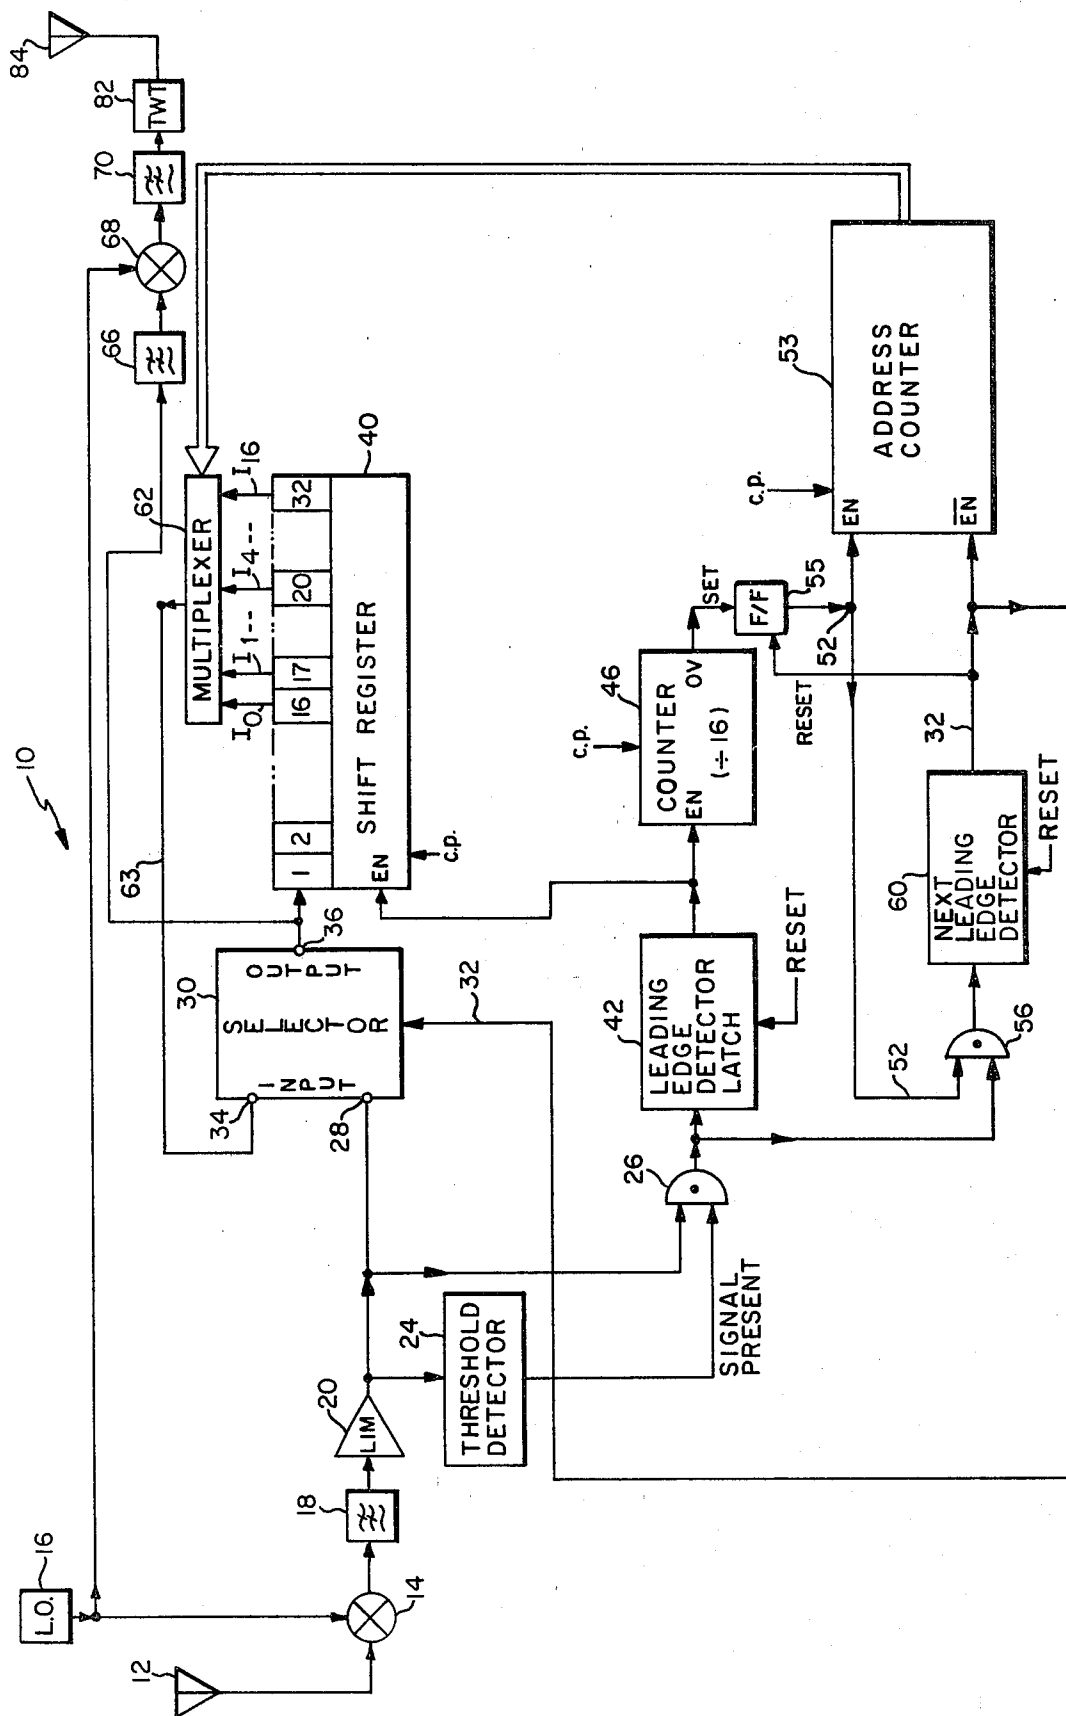 10
12
14
L.O.
16
18
LIM
20
THRESHOLD
DETECTOR
24
SIGNAL
PRESENT
26
28
34
INPUT
SELECTOR
OUTPUT
30
36
32
63
1
2
16
17
20
32
SHIFT REGISTER
EN
c.p.
40
I0
I1--
I4--
I16
MULTIPLEXER
62
66
68
70
TWT
82
84
LEADING
EDGE
DETECTOR
LATCH
42
RESET
COUNTER
(÷16)
EN
OV
46
c.p.
SET
F/F
55
RESET
52
52
56
NEXT
LEADING
EDGE
DETECTOR
60
RESET
32
ADDRESS
COUNTER
EN
EN
c.p.
53